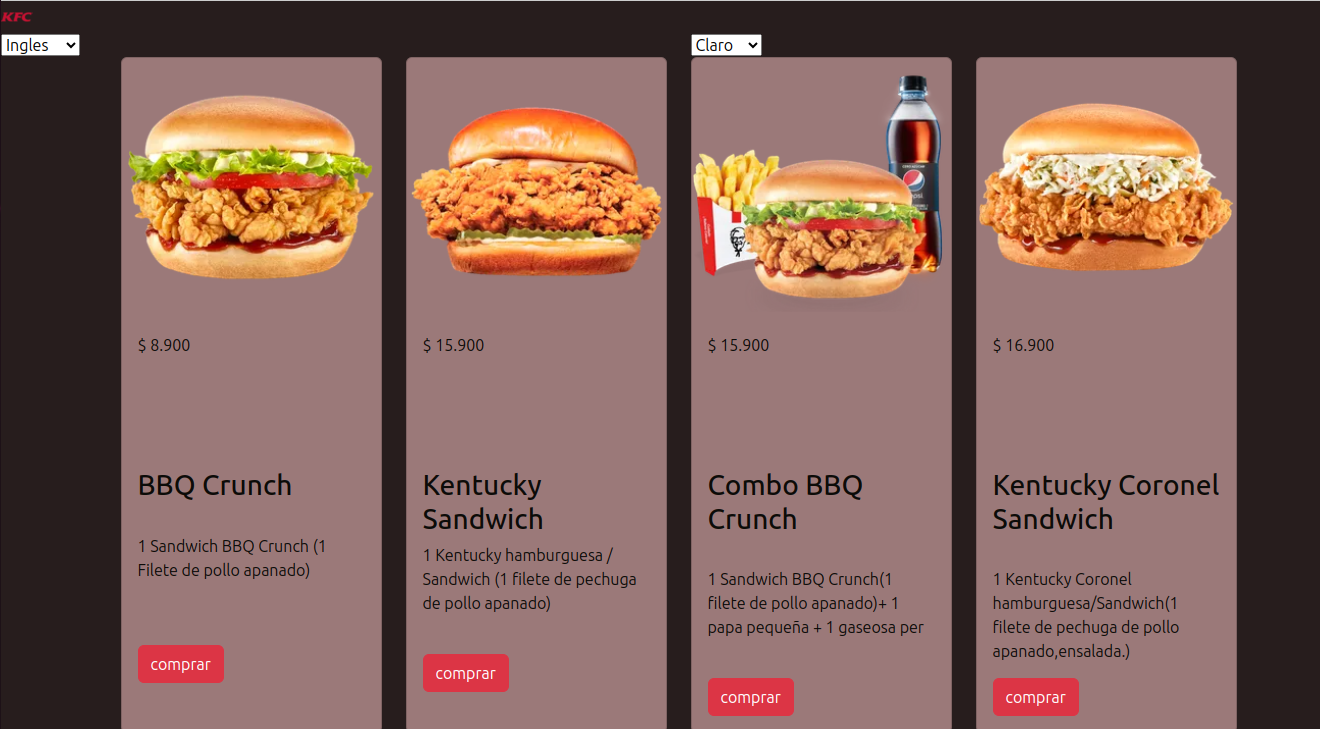 KFC
Ingles
Claro
$ 8.900
BBQ Crunch
1 Sandwich BBQ Crunch (1
Filete de pollo apanado)
comprar
$ 15.900
Kentucky
Sandwich
1 Kentucky hamburguesa /
Sandwich (1 filete de pechuga
de pollo apanado)
comprar
pepsi
$ 15.900
Combo BBQ
Crunch
1 Sandwich BBQ Crunch(1
filete de pollo apanado)+ 1
papa pequeña + 1 gaseosa per
comprar
$ 16.900
Kentucky Coronel
Sandwich
1 Kentucky Coronel
hamburguesa/Sandwich(1
filete de pechuga de pollo
apanado,ensalada.)
comprar